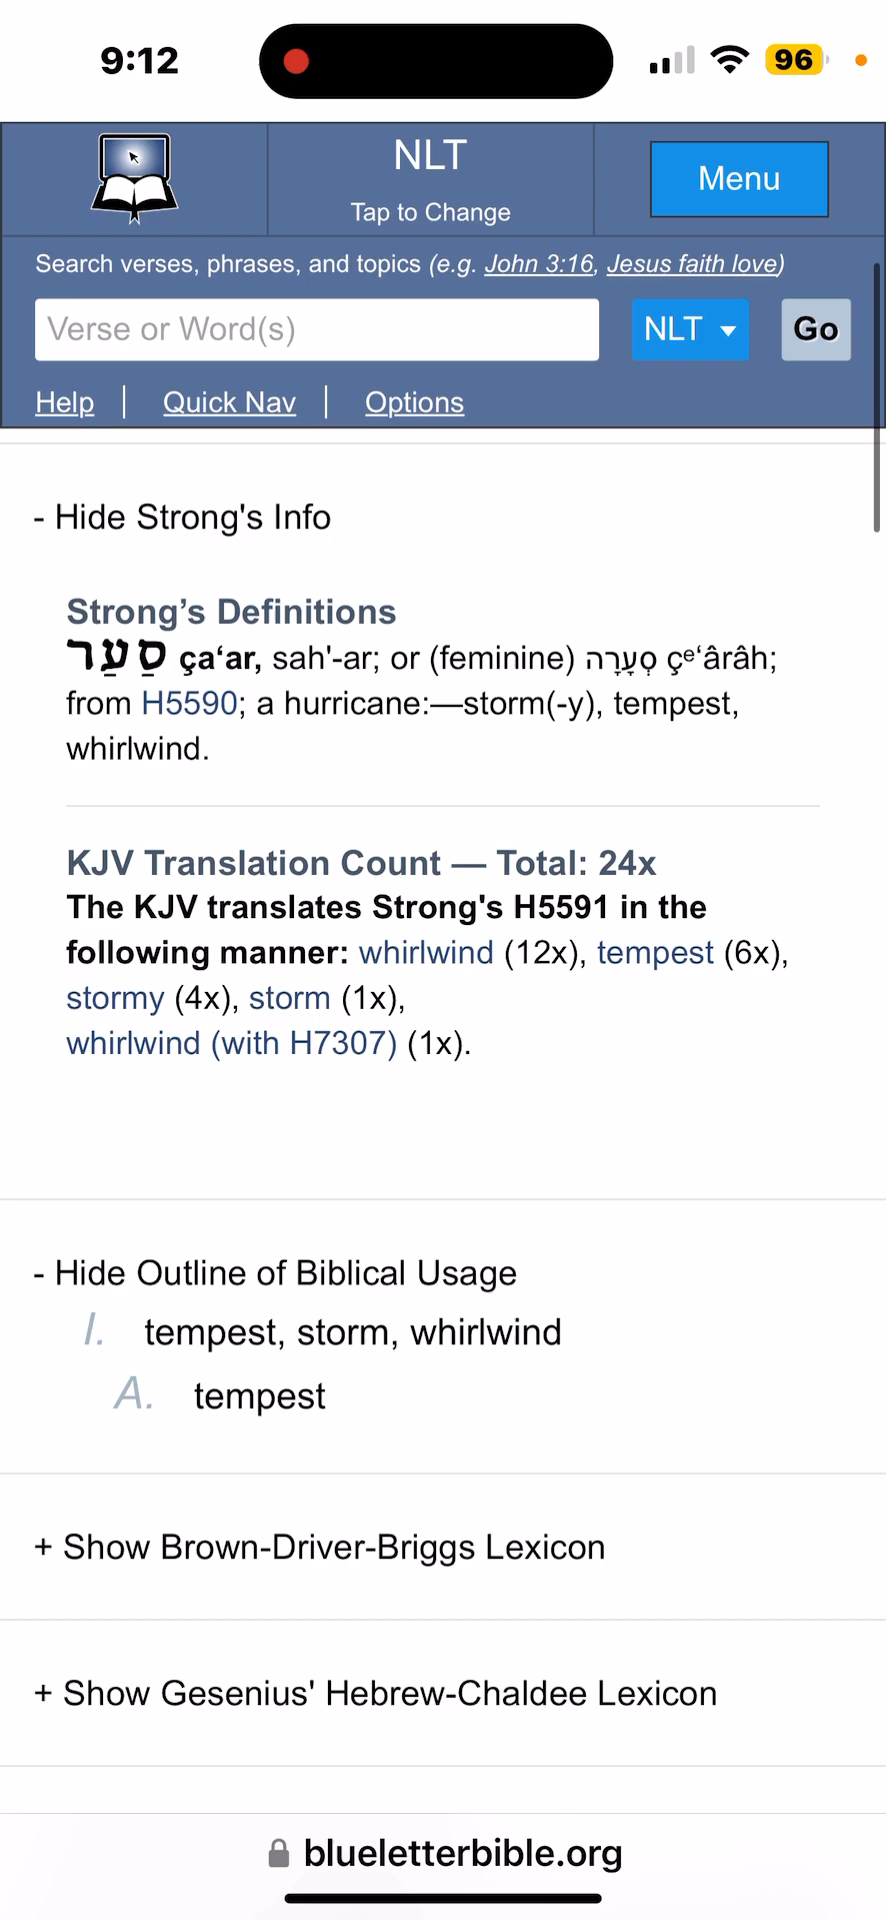 9:12
96
NLT
Tap to Change
Menu
Search verses, phrases, and topics (e.g. John 3:16, Jesus faith love)
Verse or Word(s)
NLT
Go
Help | Quick Nav | Options
- Hide Strong's Info
Strong’s Definitions
סַעַר ça‘ar, sah'-ar; or (feminine) סְעָרָה çᵉ‘ârâh;
from H5590; a hurricane:—storm(-y), tempest,
whirlwind.
KJV Translation Count — Total: 24x
The KJV translates Strong's H5591 in the
following manner: whirlwind (12x), tempest (6x),
stormy (4x), storm (1x),
whirlwind (with H7307) (1x).
- Hide Outline of Biblical Usage
I. tempest, storm, whirlwind
A. tempest
+ Show Brown-Driver-Briggs Lexicon
+ Show Gesenius' Hebrew-Chaldee Lexicon
blueletterbible.org